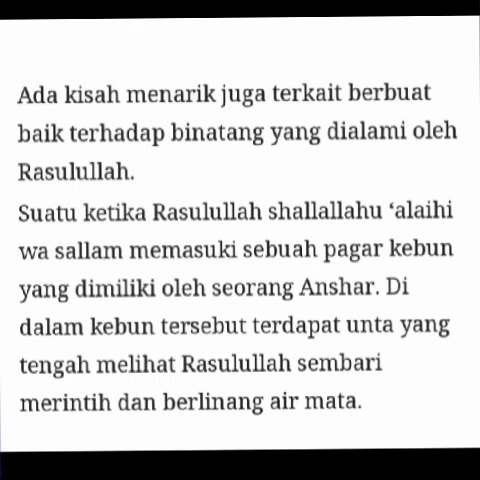 Ada kisah menarik juga terkait berbuat
baik terhadap binatang yang dialami oleh
Rasulullah.
Suatu ketika Rasulullah shallallahu ‘alaihi
wa sallam memasuki sebuah pagar kebun
yang dimiliki oleh seorang Anshar. Di
dalam kebun tersebut terdapat unta yang
tengah melihat Rasulullah sembari
merintih dan berlinang air mata.